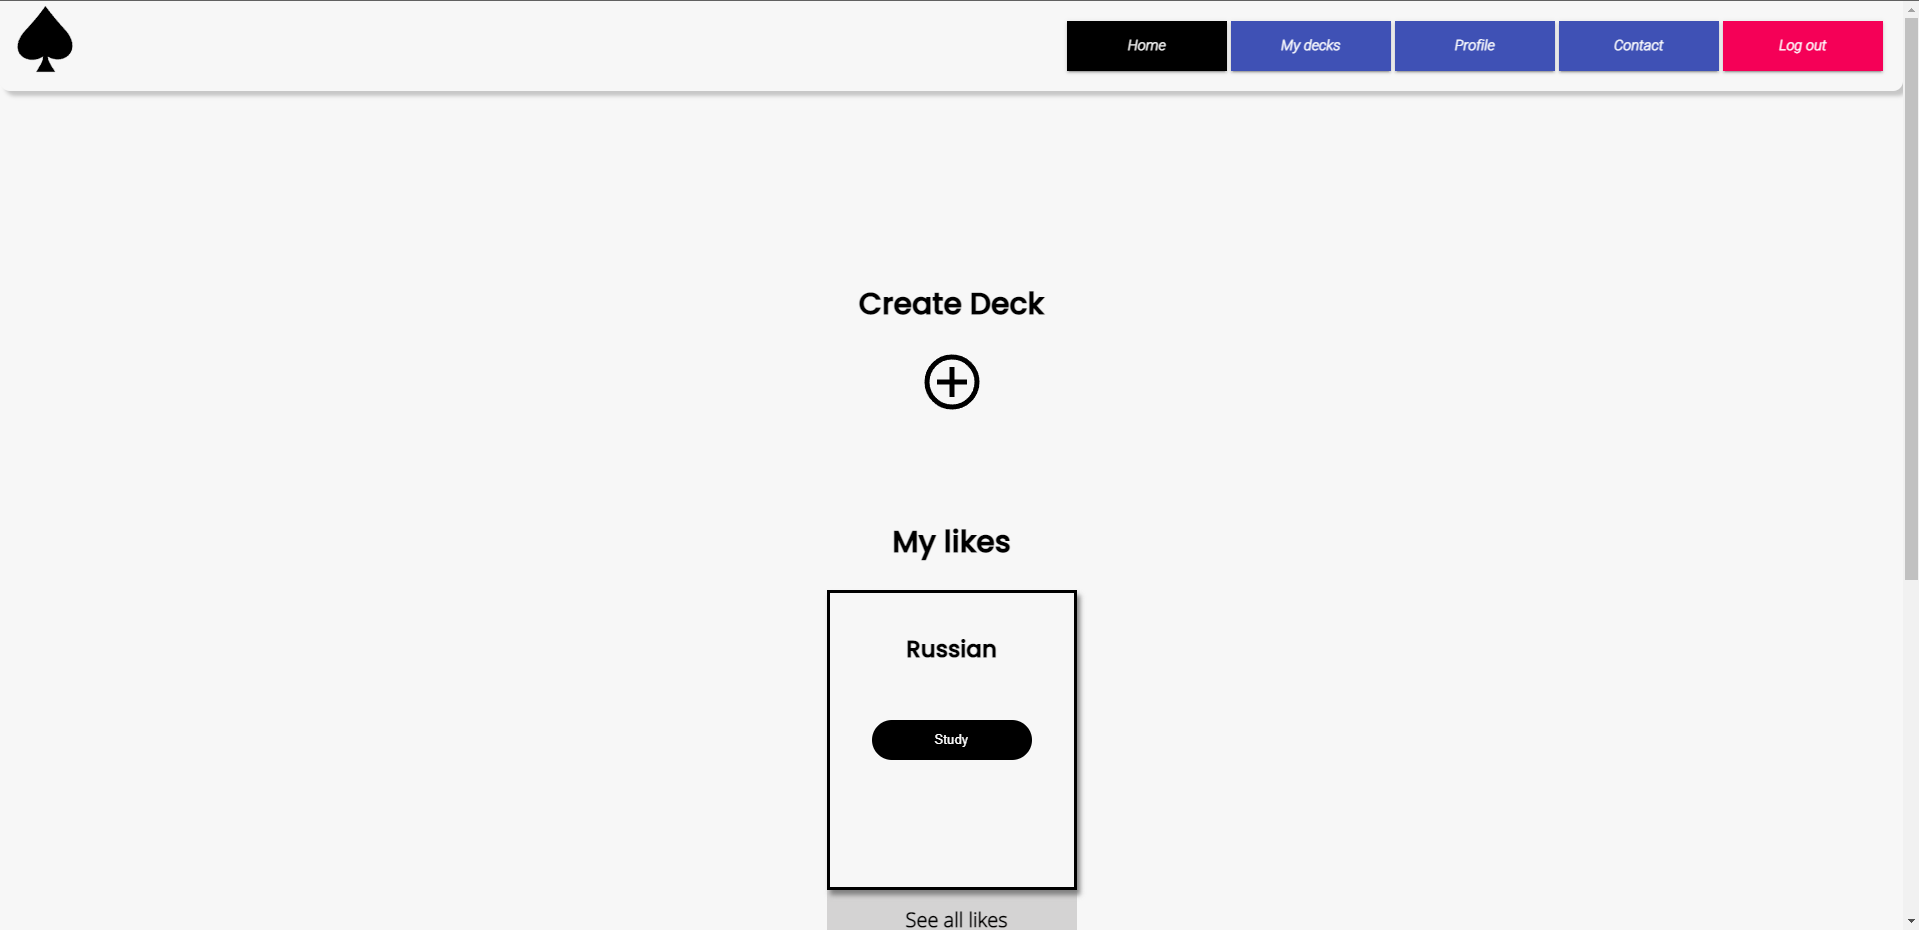 Home
My decks
Profile
Contact
Log out
Create Deck
My likes
Russian
Study
See all likes